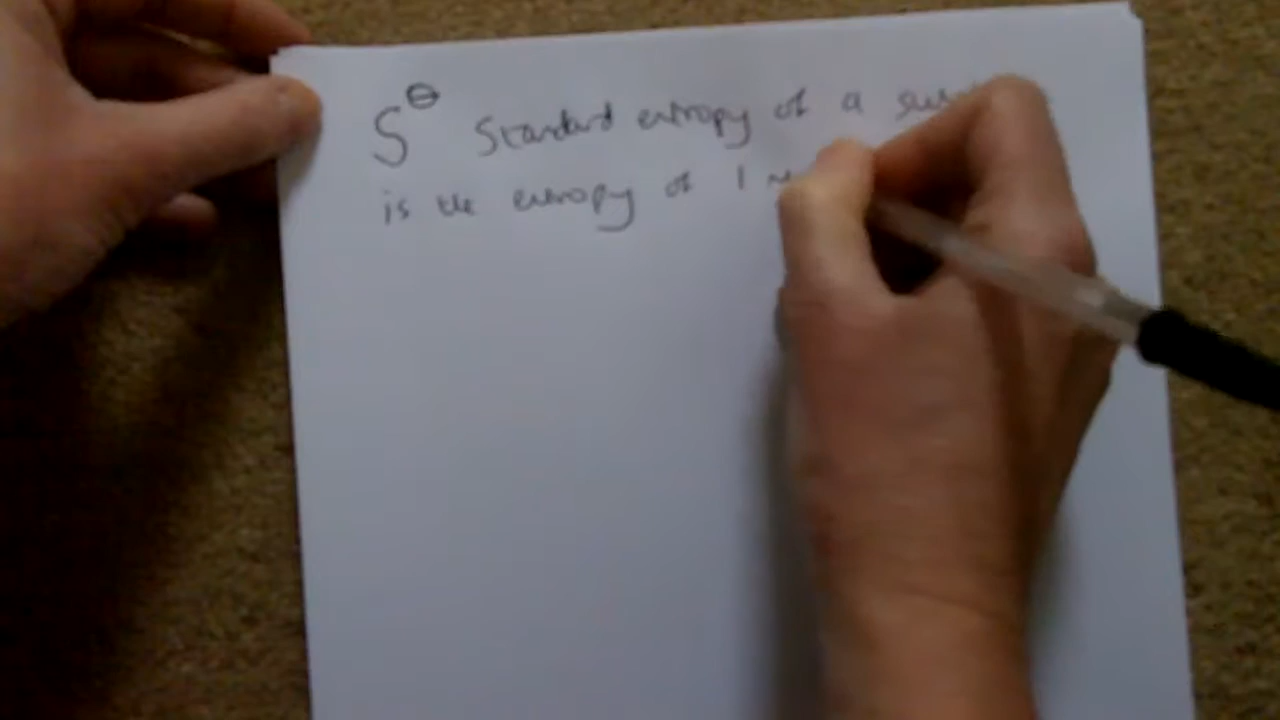 S⊖ Standard entropy of a
is the entropy of 1